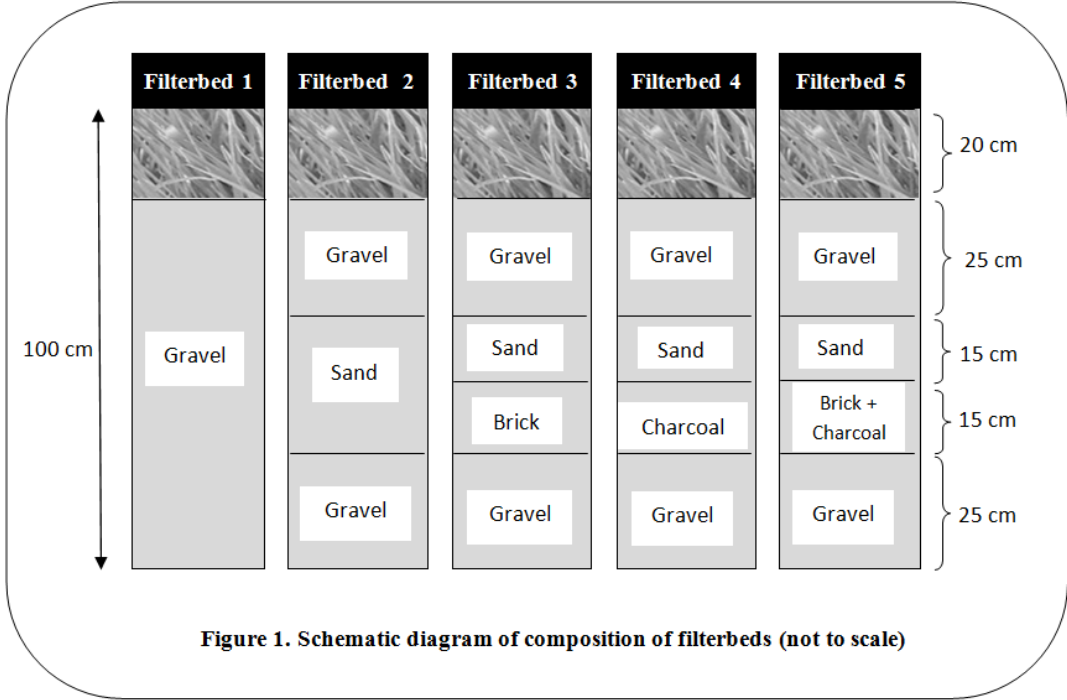 Filterbed 1
Filterbed 2
Filterbed 3
Filterbed 4
Filterbed 5
20 cm
Gravel
Gravel
Gravel
Gravel
25 cm
100 cm
Gravel
Sand
Sand
Sand
Sand
15 cm
Brick
Charcoal
Brick +
Charcoal
15 cm
Gravel
Gravel
Gravel
Gravel
25 cm
Figure 1. Schematic diagram of composition of filterbeds (not to scale)